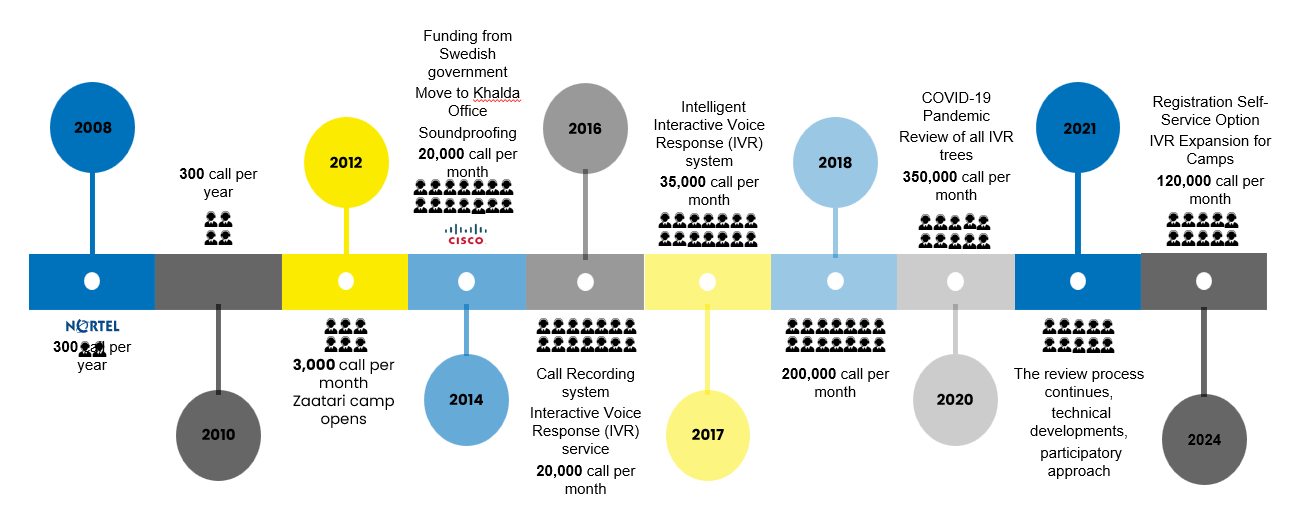 2008
NORTEL
300 call per
year
300 call per
year
2010
2012
3,000 call per
month
Zaatari camp
opens
Funding from
Swedish
government
Move to Khalda
Office
Soundproofing
20,000 call per
month
CISCO
2014
2016
Call Recording
system
Interactive Voice
Response (IVR)
service
20,000 call per
month
Intelligent
Interactive Voice
Response (IVR)
system
35,000 call per
month
2017
2018
200,000 call per
month
COVID-19
Pandemic
Review of all IVR
trees
350,000 call per
month
2020
2021
The review process
continues,
technical
developments,
participatory
approach
Registration Self-
Service Option
IVR Expansion for
Camps
120,000 call per
month
2024